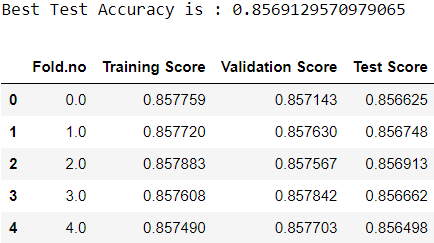 Best Test Accuracy is : 0.8569129570979065
Fold.no Training Score Validation Score Test Score
0 0.0 0.857759 0.857143 0.856625
1 1.0 0.857720 0.857630 0.856748
2 2.0 0.857883 0.857567 0.856913
3 3.0 0.857608 0.857842 0.856662
4 4.0 0.857490 0.857703 0.856498